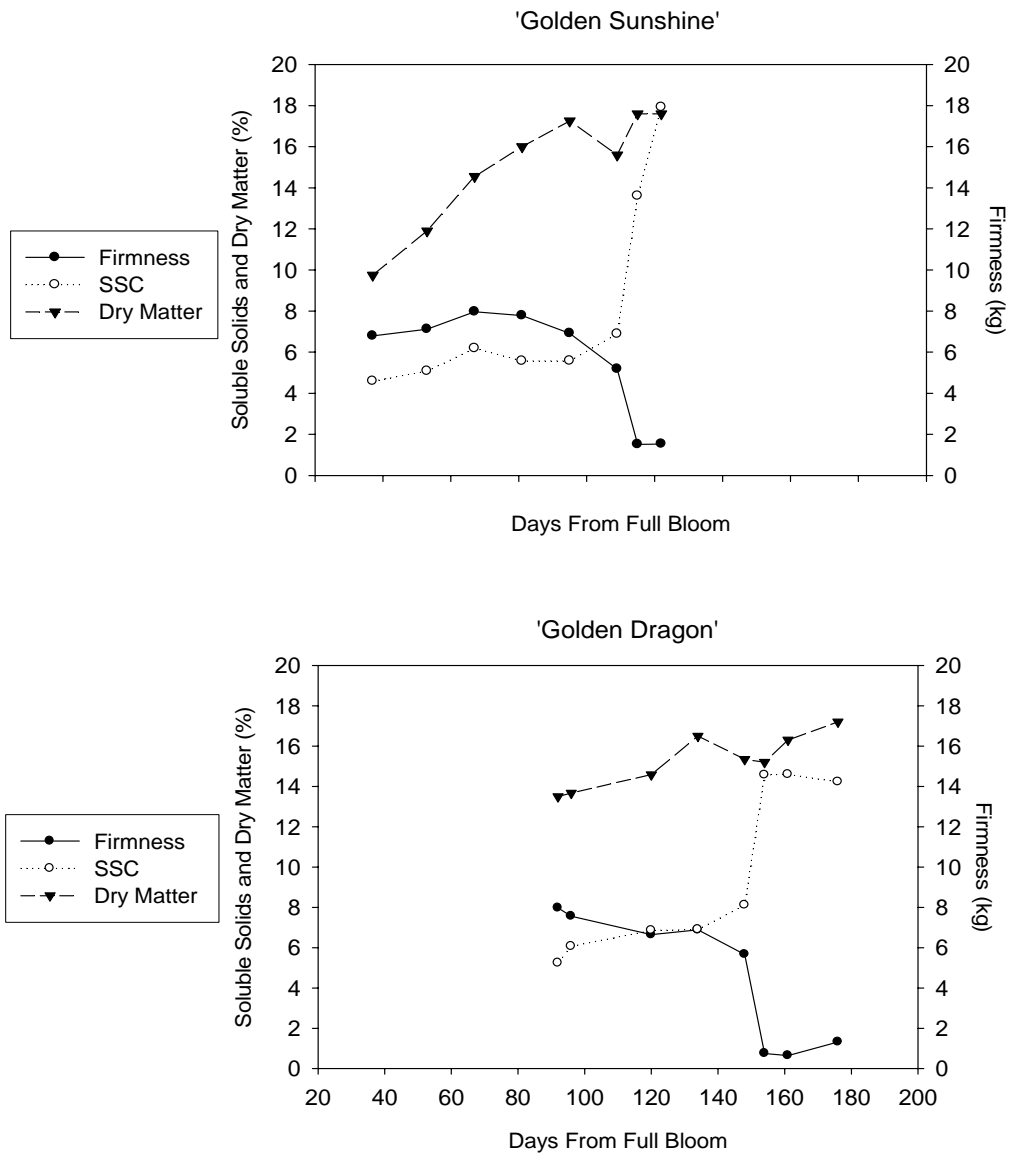 'Golden Sunshine'
Soluble Solids and Dry Matter (%)
20
18
16
14
12
10
8
6
4
2
0
20
18
16
14
12
10
8
6
4
2
0
Firmness (kg)
Firmness
SSC
Dry Matter
Days From Full Bloom
'Golden Dragon'
Soluble Solids and Dry Matter (%)
20
18
16
14
12
10
8
6
4
2
0
20
18
16
14
12
10
8
6
4
2
0
Firmness (kg)
Firmness
SSC
Dry Matter
20 40 60 80 100 120 140 160 180 200
Days From Full Bloom